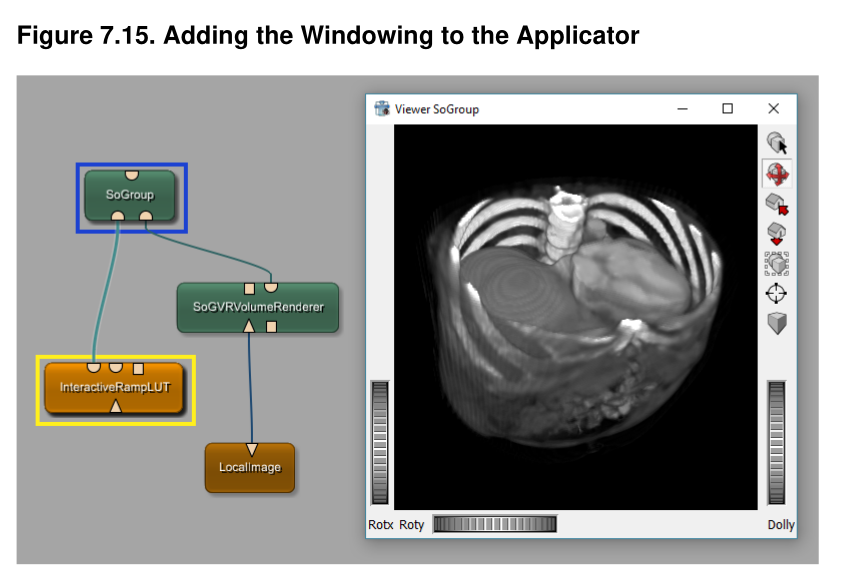 Figure 7.15. Adding the Windowing to the Applicator
Viewer SoGroup
SoGroup
SoGVRVolumeRenderer
InteractiveRampLUT
LocalImage
Rotx Roty
Dolly